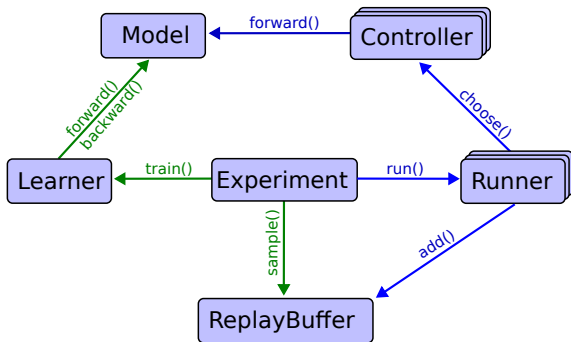 Model
forward()
Controller
forward()
backward()
choose()
Learner
train()
Experiment
run()
Runner
sample()
add()
ReplayBuffer